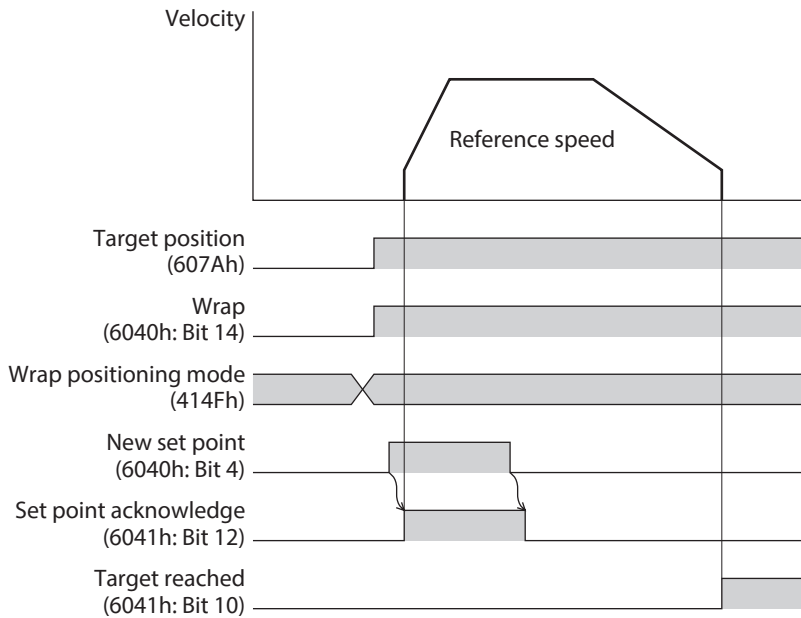 Velocity
Reference speed
Target position
(607Ah)
Wrap
(6040h: Bit 14)
Wrap positioning mode
(414Fh)
New set point
(6040h: Bit 4)
Set point acknowledge
(6041h: Bit 12)
Target reached
(6041h: Bit 10)